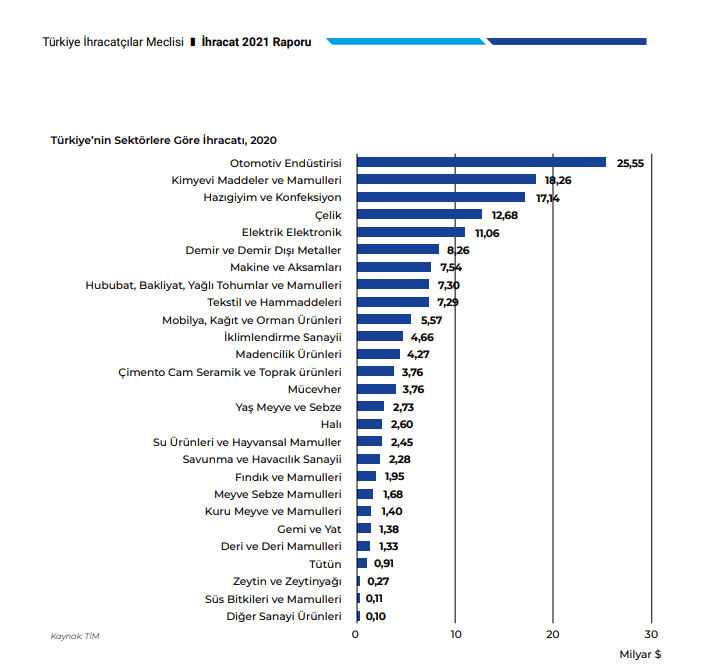 Türkiye İhracatçılar Meclisi İhracat 2021 Raporu
Türkiye'nin Sektörlere Göre İhracatı, 2020
Otomotiv Endüstirisi 25,55
Kimyevi Maddeler ve Mamulleri 18,26
Hazıgiyim ve Konfeksiyon 17,14
Çelik 12,68
Elektrik Elektronik 11,06
Demir ve Demir Dışı Metaller 8,26
Makine ve Aksamları 7,54
Hububat, Bakliyat, Yağlı Tohumlar ve Mamulleri 7,30
Tekstil ve Hammaddeleri 7,29
Mobilya, Kağıt ve Orman Ürünleri 5,57
İklimlendirme Sanayii 4,66
Madencilik Ürünleri 4,27
Çimento Cam Seramik ve Toprak ürünleri 3,76
Mücevher 3,76
Yaş Meyve ve Sebze 2,73
Halı 2,60
Su Ürünleri ve Hayvansal Mamuller 2,45
Savunma ve Havacılık Sanayii 2,28
Fındık ve Mamulleri 1,95
Meyve Sebze Mamulleri 1,68
Kuru Meyve ve Mamulleri 1,40
Gemi ve Yat 1,38
Deri ve Deri Mamulleri 1,33
Tütün 0,91
Zeytin ve Zeytinyağı 0,27
Süs Bitkileri ve Mamulleri 0,11
Diğer Sanayi Ürünleri 0,10
Kaynak: TİM
0 10 20 30
Milyar $